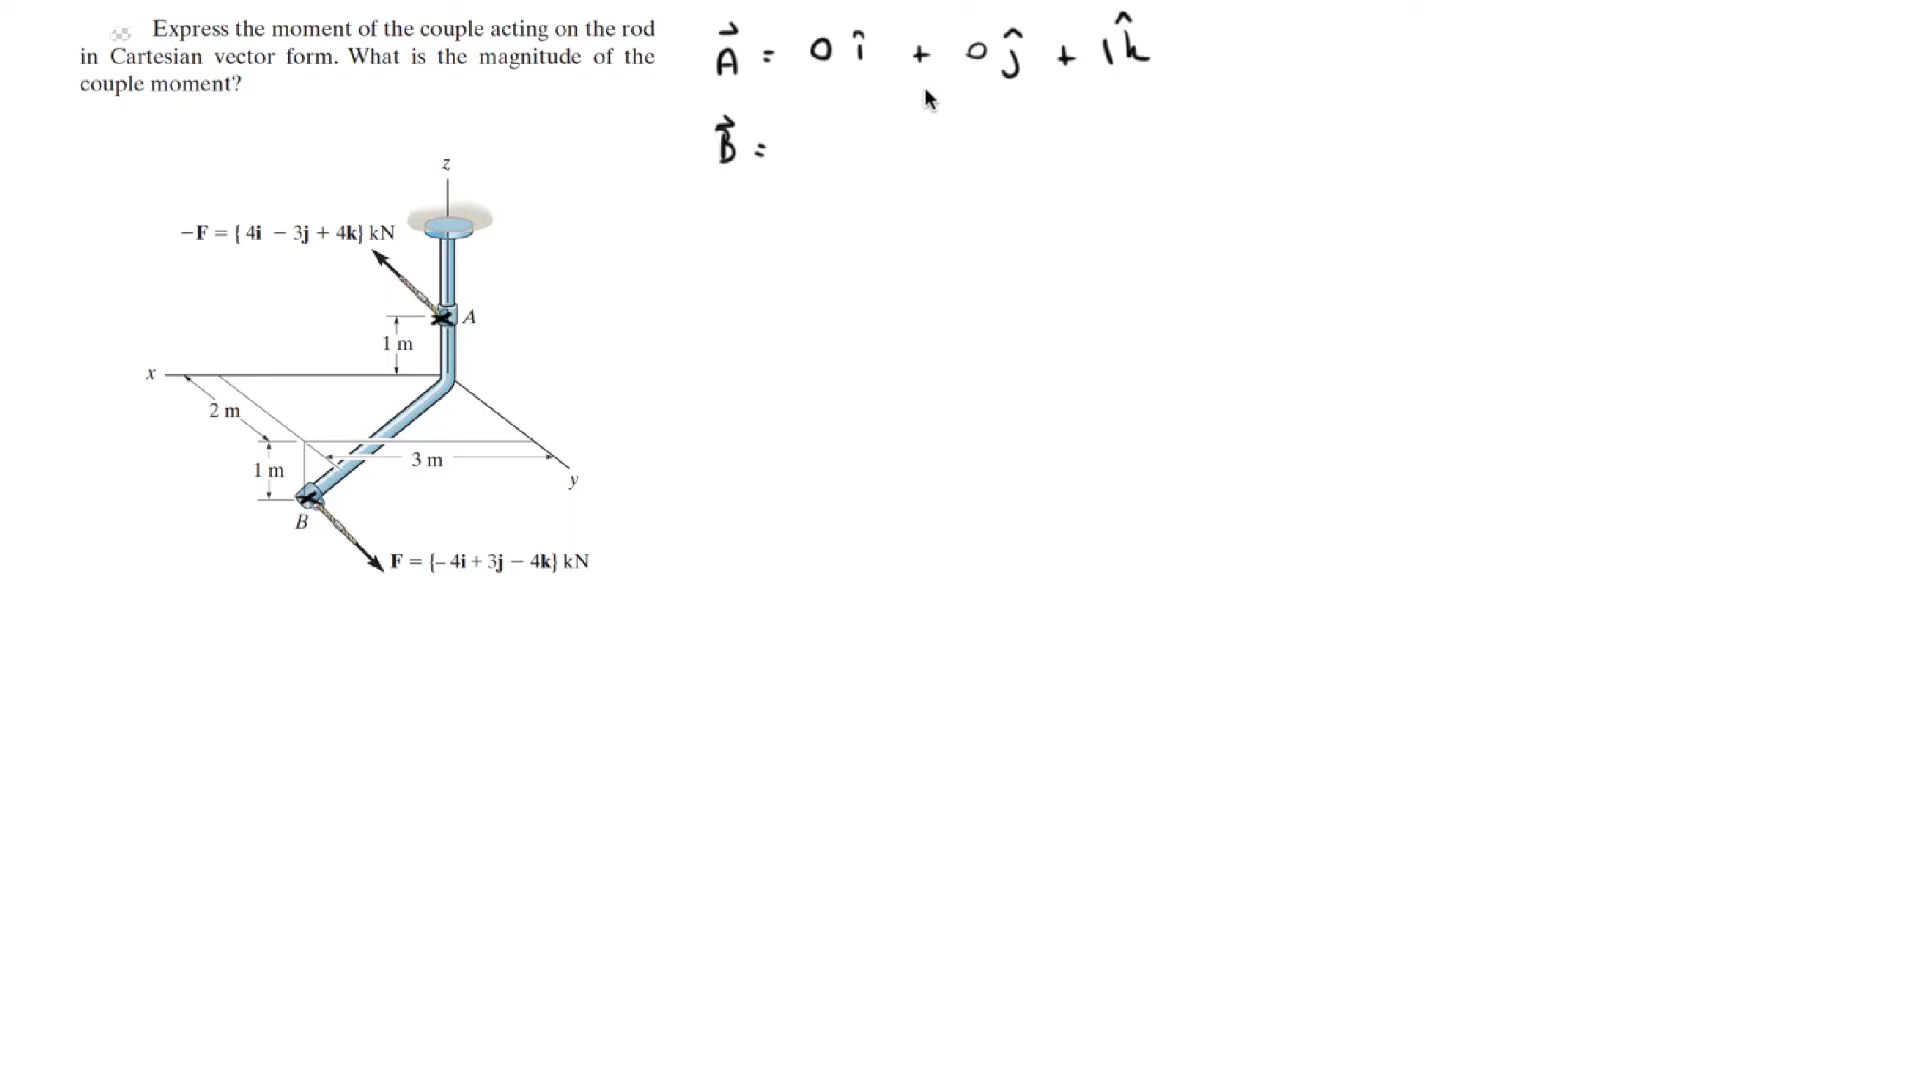 Express the moment of the couple acting on the rod
in Cartesian vector form. What is the magnitude of the
couple moment?
A⃗ = 0 î + 0 ĵ + 1 k̂
B⃗ =
z
−F = { 4i − 3j + 4k} kN
A
1 m
x
2 m
3 m
1 m
y
B
F = {− 4i + 3j − 4k} kN